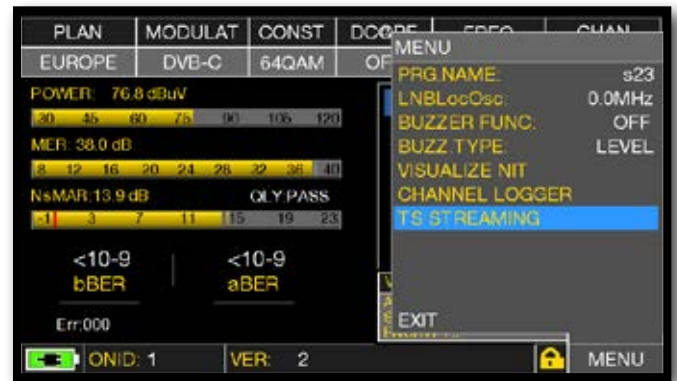 PLAN MODULAT CONST
EUROPE DVB-C 64QAM
POWER: 76.8 dBuV
30 45 60 75 90 105 120
MER: 38.0 dB
8 12 16 20 24 28 32 36 40
NsMAR:13.9 dB QLY.PASS
-1 3 7 11 15 19 23
<10-9 <10-9
bBER aBER
Err:000
MENU
PRG.NAME: s23
LNBLocOsc: 0.0MHz
BUZZER FUNC: OFF
BUZZ.TYPE: LEVEL
VISUALIZE NIT
CHANNEL LOGGER
TS STREAMING
EXIT
ONID: 1 VER: 2 MENU